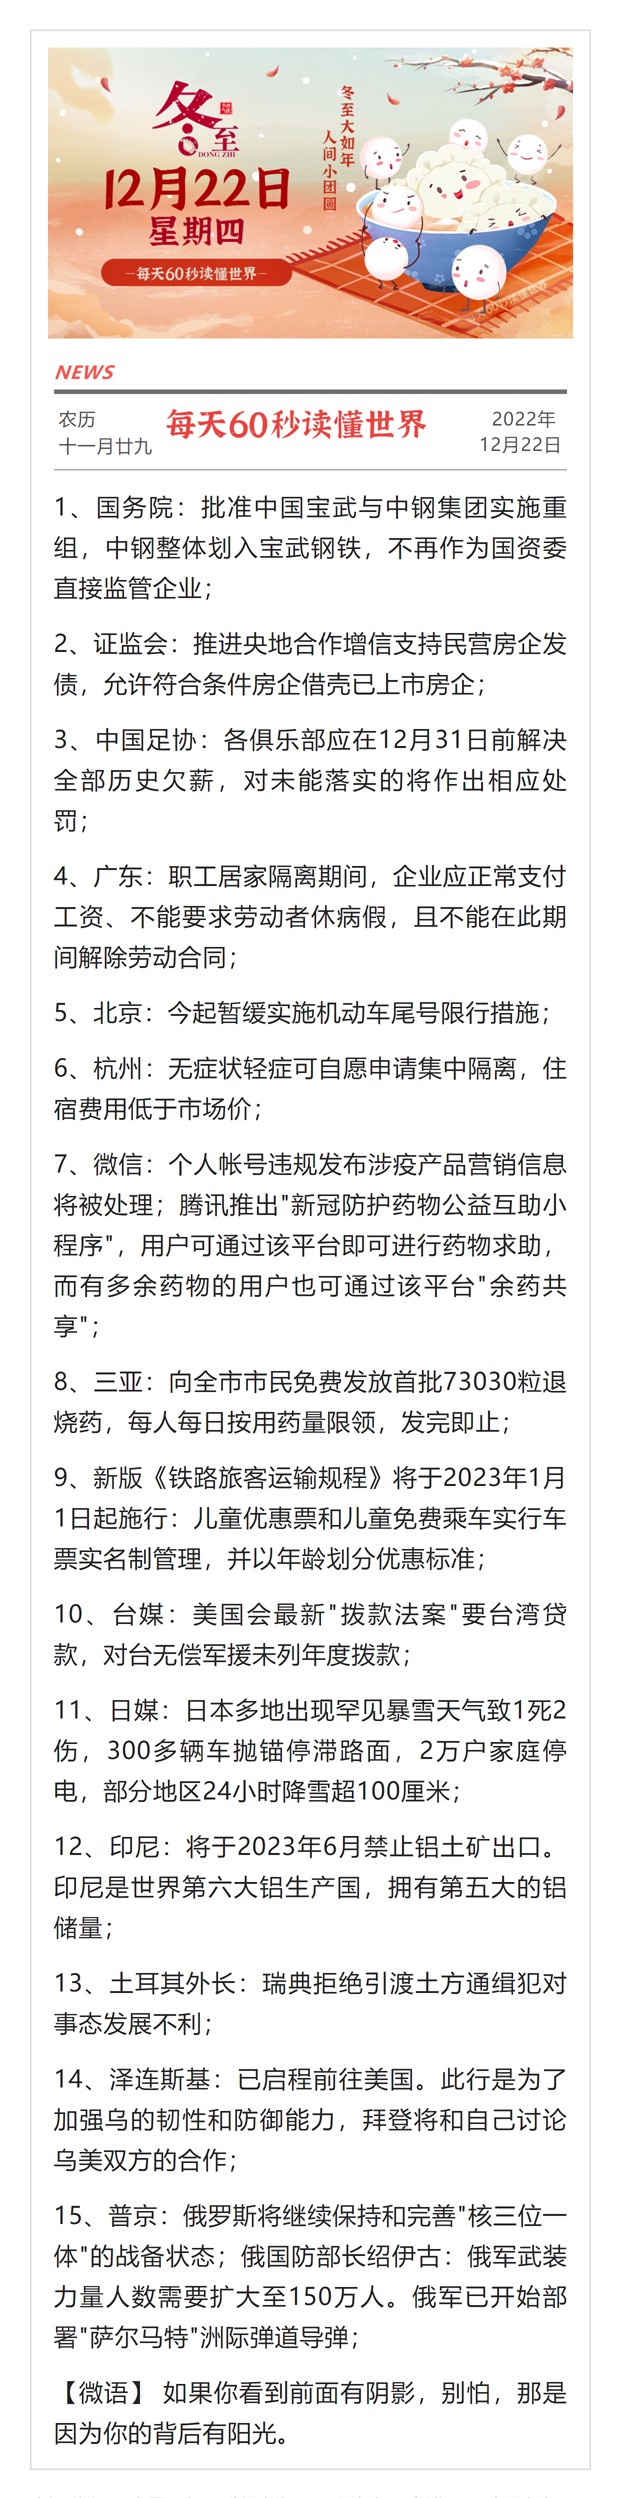 冬至
DONG ZHI
12月22日
星期四
—每天60秒读懂世界—
冬至大如年
人间小团圆
NEWS
农历
十一月廿九
每天60秒读懂世界
2022年
12月22日
1、国务院：批准中国宝武与中钢集团实施重
组，中钢整体划入宝武钢铁，不再作为国资委
直接监管企业；
2、证监会：推进央地合作增信支持民营房企发
债，允许符合条件房企借壳已上市房企；
3、中国足协：各俱乐部应在12月31日前解决
全部历史欠薪，对未能落实的将作出相应处
罚；
4、广东：职工居家隔离期间，企业应正常支付
工资、不能要求劳动者休病假，且不能在此期
间解除劳动合同；
5、北京：今起暂缓实施机动车尾号限行措施；
6、杭州：无症状轻症可自愿申请集中隔离，住
宿费用低于市场价；
7、微信：个人帐号违规发布涉疫产品营销信息
将被处理；腾讯推出"新冠防护药物公益互助小
程序"，用户可通过该平台即可进行药物求助，
而有多余药物的用户也可通过该平台"余药共
享"；
8、三亚：向全市市民免费发放首批73030粒退
烧药，每人每日按用药量限领，发完即止；
9、新版《铁路旅客运输规程》将于2023年1月
1日起施行：儿童优惠票和儿童免费乘车实行车
票实名制管理，并以年龄划分优惠标准；
10、台媒：美国会最新"拨款法案"要台湾贷
款，对台无偿军援未列年度拨款；
11、日媒：日本多地出现罕见暴雪天气致1死2
伤，300多辆车抛锚停滞路面，2万户家庭停
电，部分地区24小时降雪超100厘米；
12、印尼：将于2023年6月禁止铝土矿出口。
印尼是世界第六大铝生产国，拥有第五大的铝
储量；
13、土耳其外长：瑞典拒绝引渡土方通缉犯对
事态发展不利；
14、泽连斯基：已启程前往美国。此行是为了
加强乌的韧性和防御能力，拜登将和自己讨论
乌美双方的合作；
15、普京：俄罗斯将继续保持和完善"核三位一
体"的战备状态；俄国防部长绍伊古：俄军武装
力量人数需要扩大至150万人。俄军已开始部
署"萨尔马特"洲际弹道导弹；
【微语】 如果你看到前面有阴影，别怕，那是
因为你的背后有阳光。